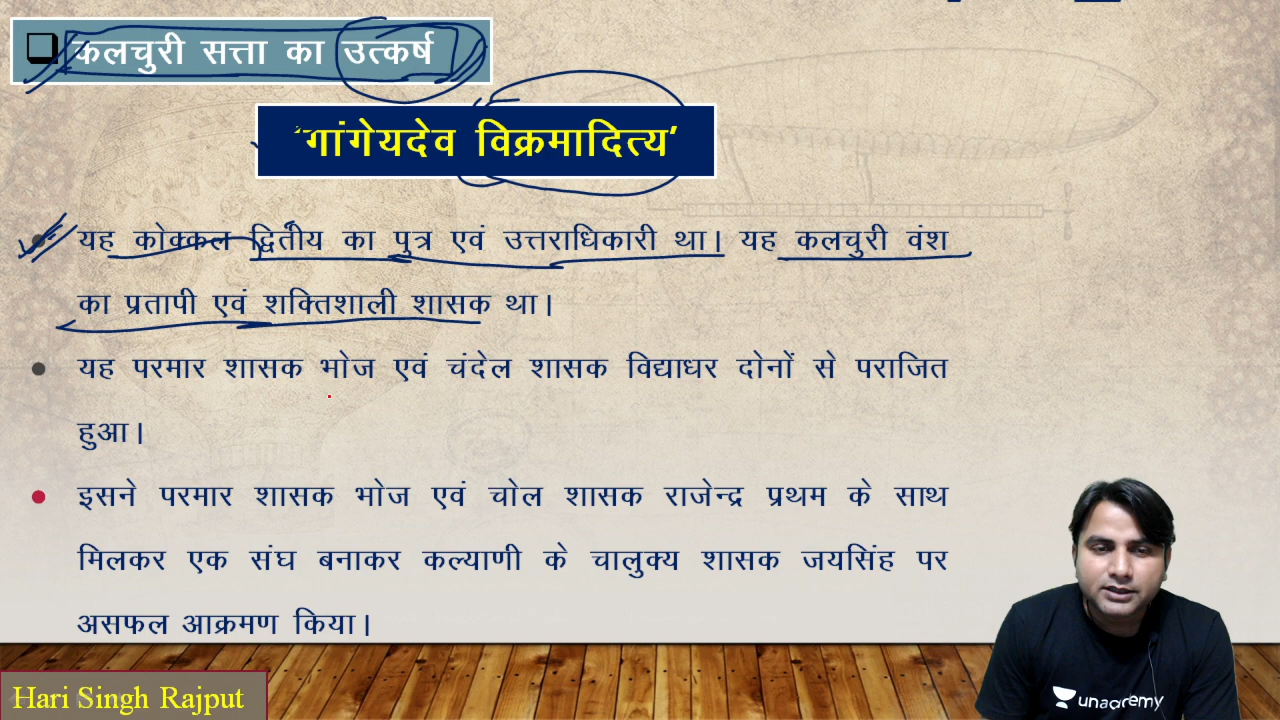 कलचुरी सत्ता का उत्कर्ष
‘गांगेयदेव विक्रमादित्य’
यह कोक्कल द्वितीय का पुत्र एवं उत्तराधिकारी था। यह कलचुरी वंश
का प्रतापी एवं शक्तिशाली शासक था।
यह परमार शासक भोज एवं चंदेल शासक विद्याधर दोनों से पराजित
हुआ।
इसने परमार शासक भोज एवं चोल शासक राजेन्द्र प्रथम के साथ
मिलकर एक संघ बनाकर कल्याणी के चालुक्य शासक जयसिंह पर
असफल आक्रमण किया।
Hari Singh Rajput
unacademy